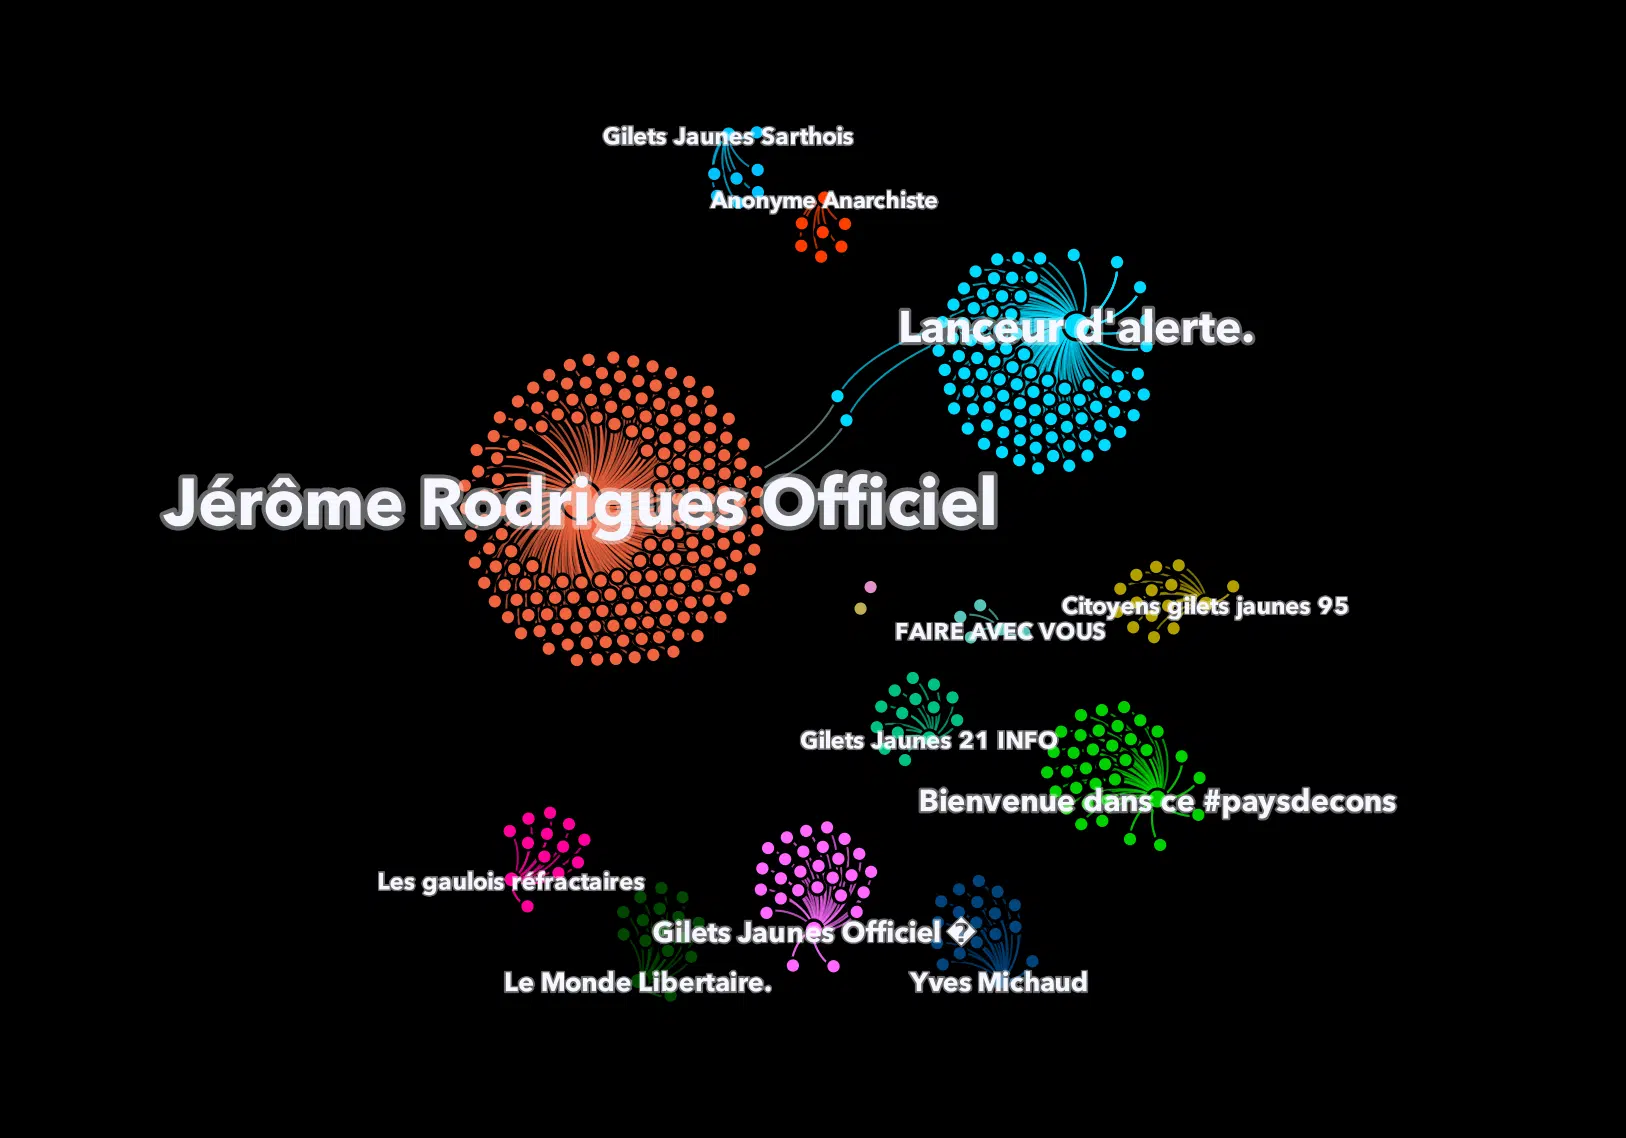 Gilets Jaunes Sarthois
Anonyme Anarchiste
Lanceur d'alerte.
Jérôme Rodrigues Officiel
Citoyens gilets jaunes 95
FAIRE AVEC VOUS
Gilets Jaunes 21 INFO
Bienvenue dans ce #paysdecons
Les gaulois réfractaires
Gilets Jaunes Officiel �
Le Monde Libertaire.
Yves Michaud